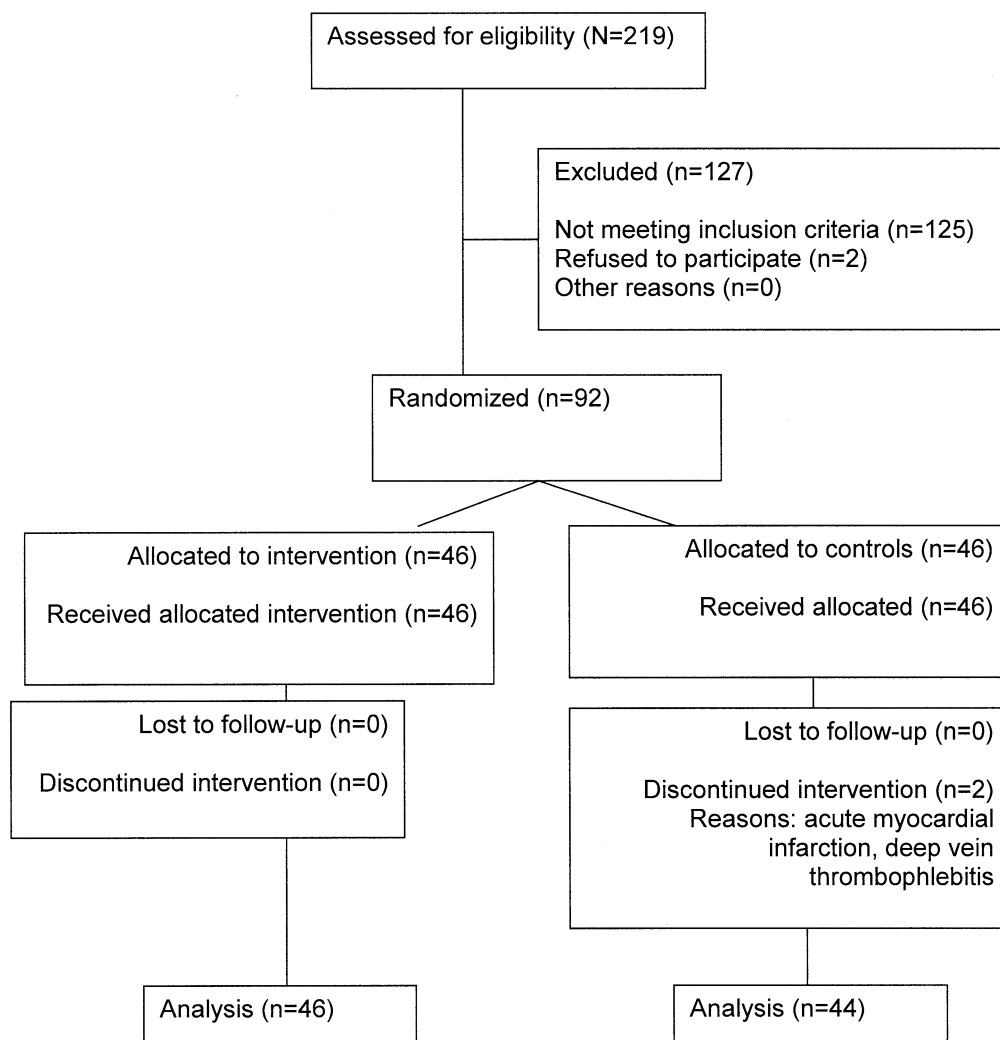 Assessed for eligibility (N=219)
Excluded (n=127)
Not meeting inclusion criteria (n=125)
Refused to participate (n=2)
Other reasons (n=0)
Randomized (n=92)
Allocated to intervention (n=46)
Received allocated intervention (n=46)
Allocated to controls (n=46)
Received allocated (n=46)
Lost to follow-up (n=0)
Discontinued intervention (n=0)
Lost to follow-up (n=0)
Discontinued intervention (n=2)
Reasons: acute myocardial
infarction, deep vein
thrombophlebitis
Analysis (n=46)
Analysis (n=44)